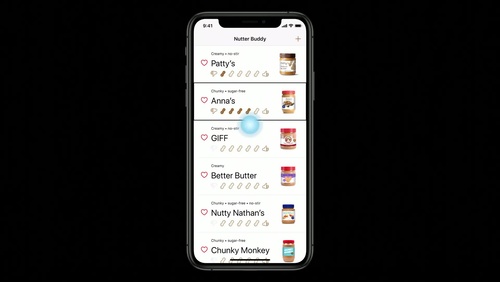 9:41
Nutter Buddy
+
Creamy • no-stir
Patty's
Chunky • sugar-free
Anna's
Creamy • no-stir
GIFF
Creamy
Better Butter
Chunky • sugar-free • no-stir
Nutty Nathan's
Chunky • sugar-free
Chunky Monkey